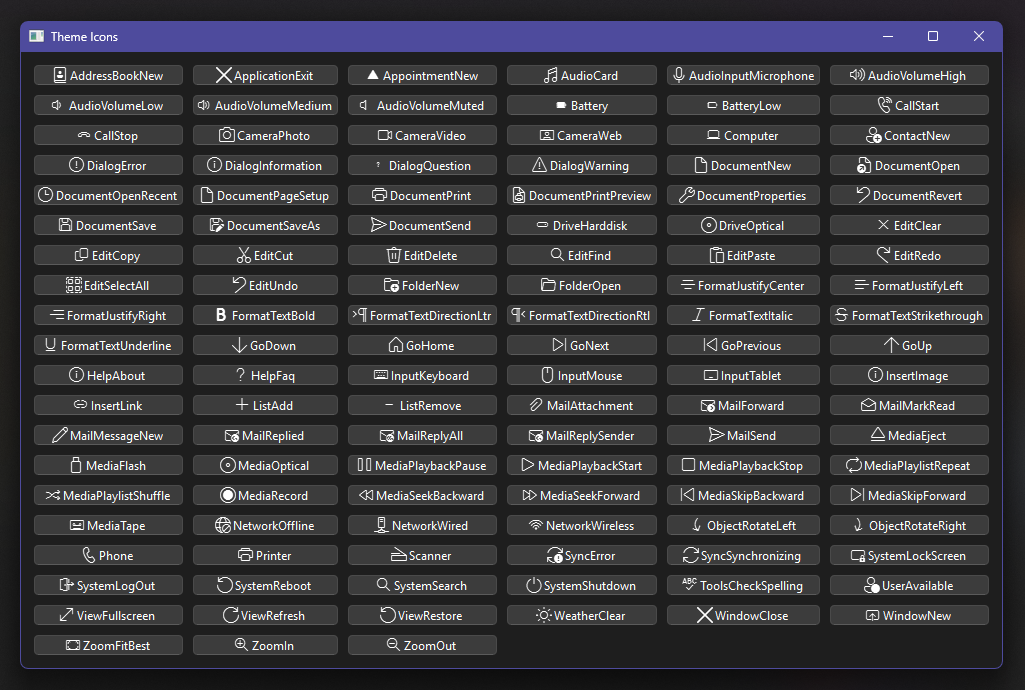 Theme Icons
AddressBookNew ApplicationExit AppointmentNew AudioCard AudioInputMicrophone AudioVolumeHigh
AudioVolumeLow AudioVolumeMedium AudioVolumeMuted Battery BatteryLow CallStart
CallStop CameraPhoto CameraVideo CameraWeb Computer ContactNew
DialogError DialogInformation DialogQuestion DialogWarning DocumentNew DocumentOpen
DocumentOpenRecent DocumentPageSetup DocumentPrint DocumentPrintPreview DocumentProperties DocumentRevert
DocumentSave DocumentSaveAs DocumentSend DriveHarddisk DriveOptical EditClear
EditCopy EditCut EditDelete EditFind EditPaste EditRedo
EditSelectAll EditUndo FolderNew FolderOpen FormatJustifyCenter FormatJustifyLeft
FormatJustifyRight FormatTextBold FormatTextDirectionLtr FormatTextDirectionRtl FormatTextItalic FormatTextStrikethrough
FormatTextUnderline GoDown GoHome GoNext GoPrevious GoUp
HelpAbout HelpFaq InputKeyboard InputMouse InputTablet InsertImage
InsertLink ListAdd ListRemove MailAttachment MailForward MailMarkRead
MailMessageNew MailReplied MailReplyAll MailReplySender MailSend MediaEject
MediaFlash MediaOptical MediaPlaybackPause MediaPlaybackStart MediaPlaybackStop MediaPlaylistRepeat
MediaPlaylistShuffle MediaRecord MediaSeekBackward MediaSeekForward MediaSkipBackward MediaSkipForward
MediaTape NetworkOffline NetworkWired NetworkWireless ObjectRotateLeft ObjectRotateRight
Phone Printer Scanner SyncError SyncSynchronizing SystemLockScreen
SystemLogOut SystemReboot SystemSearch SystemShutdown ABC ToolsCheckSpelling UserAvailable
ViewFullscreen ViewRefresh ViewRestore WeatherClear WindowClose WindowNew
ZoomFitBest ZoomIn ZoomOut